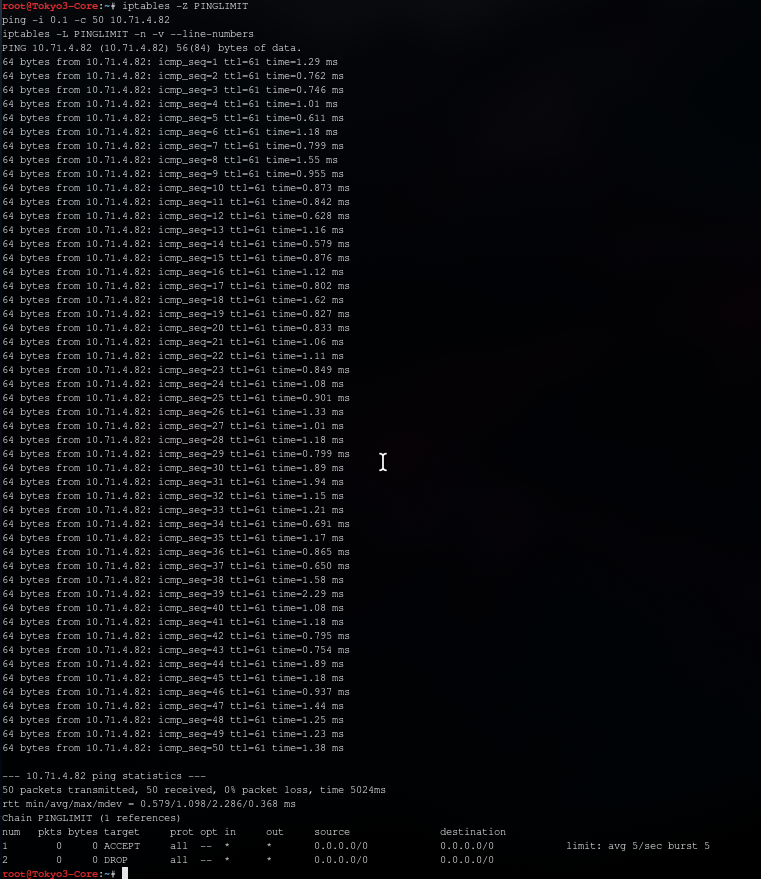 root@Tokyo3-Core:~# iptables -Z PINGLIMIT
ping -i 0.1 -c 50 10.71.4.82
iptables -L PINGLIMIT -n -v --line-numbers
PING 10.71.4.82 (10.71.4.82) 56(84) bytes of data.
64 bytes from 10.71.4.82: icmp_seq=1 ttl=61 time=1.29 ms
64 bytes from 10.71.4.82: icmp_seq=2 ttl=61 time=0.762 ms
64 bytes from 10.71.4.82: icmp_seq=3 ttl=61 time=0.746 ms
64 bytes from 10.71.4.82: icmp_seq=4 ttl=61 time=1.01 ms
64 bytes from 10.71.4.82: icmp_seq=5 ttl=61 time=0.611 ms
64 bytes from 10.71.4.82: icmp_seq=6 ttl=61 time=1.18 ms
64 bytes from 10.71.4.82: icmp_seq=7 ttl=61 time=0.799 ms
64 bytes from 10.71.4.82: icmp_seq=8 ttl=61 time=1.55 ms
64 bytes from 10.71.4.82: icmp_seq=9 ttl=61 time=0.955 ms
64 bytes from 10.71.4.82: icmp_seq=10 ttl=61 time=0.873 ms
64 bytes from 10.71.4.82: icmp_seq=11 ttl=61 time=0.842 ms
64 bytes from 10.71.4.82: icmp_seq=12 ttl=61 time=0.628 ms
64 bytes from 10.71.4.82: icmp_seq=13 ttl=61 time=1.16 ms
64 bytes from 10.71.4.82: icmp_seq=14 ttl=61 time=0.579 ms
64 bytes from 10.71.4.82: icmp_seq=15 ttl=61 time=0.876 ms
64 bytes from 10.71.4.82: icmp_seq=16 ttl=61 time=1.12 ms
64 bytes from 10.71.4.82: icmp_seq=17 ttl=61 time=0.802 ms
64 bytes from 10.71.4.82: icmp_seq=18 ttl=61 time=1.62 ms
64 bytes from 10.71.4.82: icmp_seq=19 ttl=61 time=0.827 ms
64 bytes from 10.71.4.82: icmp_seq=20 ttl=61 time=0.833 ms
64 bytes from 10.71.4.82: icmp_seq=21 ttl=61 time=1.06 ms
64 bytes from 10.71.4.82: icmp_seq=22 ttl=61 time=1.11 ms
64 bytes from 10.71.4.82: icmp_seq=23 ttl=61 time=0.849 ms
64 bytes from 10.71.4.82: icmp_seq=24 ttl=61 time=1.08 ms
64 bytes from 10.71.4.82: icmp_seq=25 ttl=61 time=0.901 ms
64 bytes from 10.71.4.82: icmp_seq=26 ttl=61 time=1.33 ms
64 bytes from 10.71.4.82: icmp_seq=27 ttl=61 time=1.01 ms
64 bytes from 10.71.4.82: icmp_seq=28 ttl=61 time=1.18 ms
64 bytes from 10.71.4.82: icmp_seq=29 ttl=61 time=0.799 ms
64 bytes from 10.71.4.82: icmp_seq=30 ttl=61 time=1.89 ms
64 bytes from 10.71.4.82: icmp_seq=31 ttl=61 time=1.94 ms
64 bytes from 10.71.4.82: icmp_seq=32 ttl=61 time=1.15 ms
64 bytes from 10.71.4.82: icmp_seq=33 ttl=61 time=1.21 ms
64 bytes from 10.71.4.82: icmp_seq=34 ttl=61 time=0.691 ms
64 bytes from 10.71.4.82: icmp_seq=35 ttl=61 time=1.17 ms
64 bytes from 10.71.4.82: icmp_seq=36 ttl=61 time=0.865 ms
64 bytes from 10.71.4.82: icmp_seq=37 ttl=61 time=0.650 ms
64 bytes from 10.71.4.82: icmp_seq=38 ttl=61 time=1.58 ms
64 bytes from 10.71.4.82: icmp_seq=39 ttl=61 time=2.29 ms
64 bytes from 10.71.4.82: icmp_seq=40 ttl=61 time=1.08 ms
64 bytes from 10.71.4.82: icmp_seq=41 ttl=61 time=1.18 ms
64 bytes from 10.71.4.82: icmp_seq=42 ttl=61 time=0.795 ms
64 bytes from 10.71.4.82: icmp_seq=43 ttl=61 time=0.754 ms
64 bytes from 10.71.4.82: icmp_seq=44 ttl=61 time=1.89 ms
64 bytes from 10.71.4.82: icmp_seq=45 ttl=61 time=1.18 ms
64 bytes from 10.71.4.82: icmp_seq=46 ttl=61 time=0.937 ms
64 bytes from 10.71.4.82: icmp_seq=47 ttl=61 time=1.44 ms
64 bytes from 10.71.4.82: icmp_seq=48 ttl=61 time=1.25 ms
64 bytes from 10.71.4.82: icmp_seq=49 ttl=61 time=1.23 ms
64 bytes from 10.71.4.82: icmp_seq=50 ttl=61 time=1.38 ms
--- 10.71.4.82 ping statistics ---
50 packets transmitted, 50 received, 0% packet loss, time 5024ms
rtt min/avg/max/mdev = 0.579/1.098/2.286/0.368 ms
Chain PINGLIMIT (1 references)
num   pkts bytes target     prot opt in     out     source               destination
1        0     0 ACCEPT     all  --  *      *       0.0.0.0/0            0.0.0.0/0            limit: avg 5/sec burst 5
2        0     0 DROP       all  --  *      *       0.0.0.0/0            0.0.0.0/0
root@Tokyo3-Core:~#